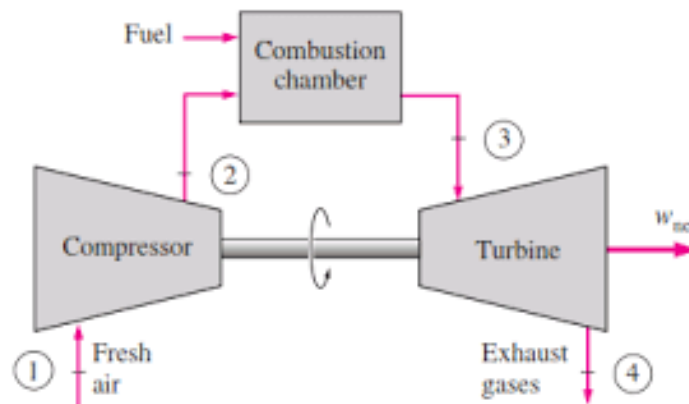 Fuel
Combustion
chamber
3
2
Compressor
Turbine
1
Fresh
air
Exhaust
gases
4